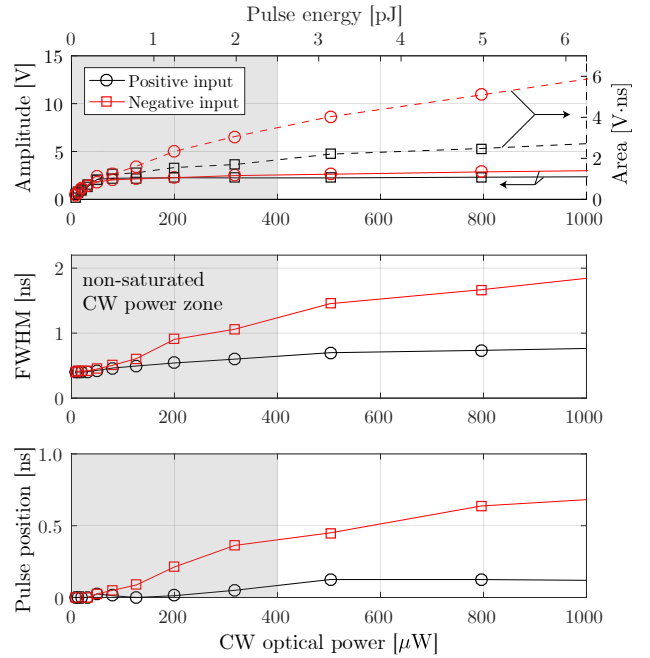 Pulse energy [pJ]
0 1 2 3 4 5 6
15
10
5
0
Amplitude [V]
Positive input
Negative input
6
4
2
0
Area [V·ns]
0 200 400 600 800 1000
2
1
0
FWHM [ns]
non-saturated
CW power zone
0 200 400 600 800 1000
1.0
0.5
0
Pulse position [ns]
0 200 400 600 800 1000
CW optical power [μW]